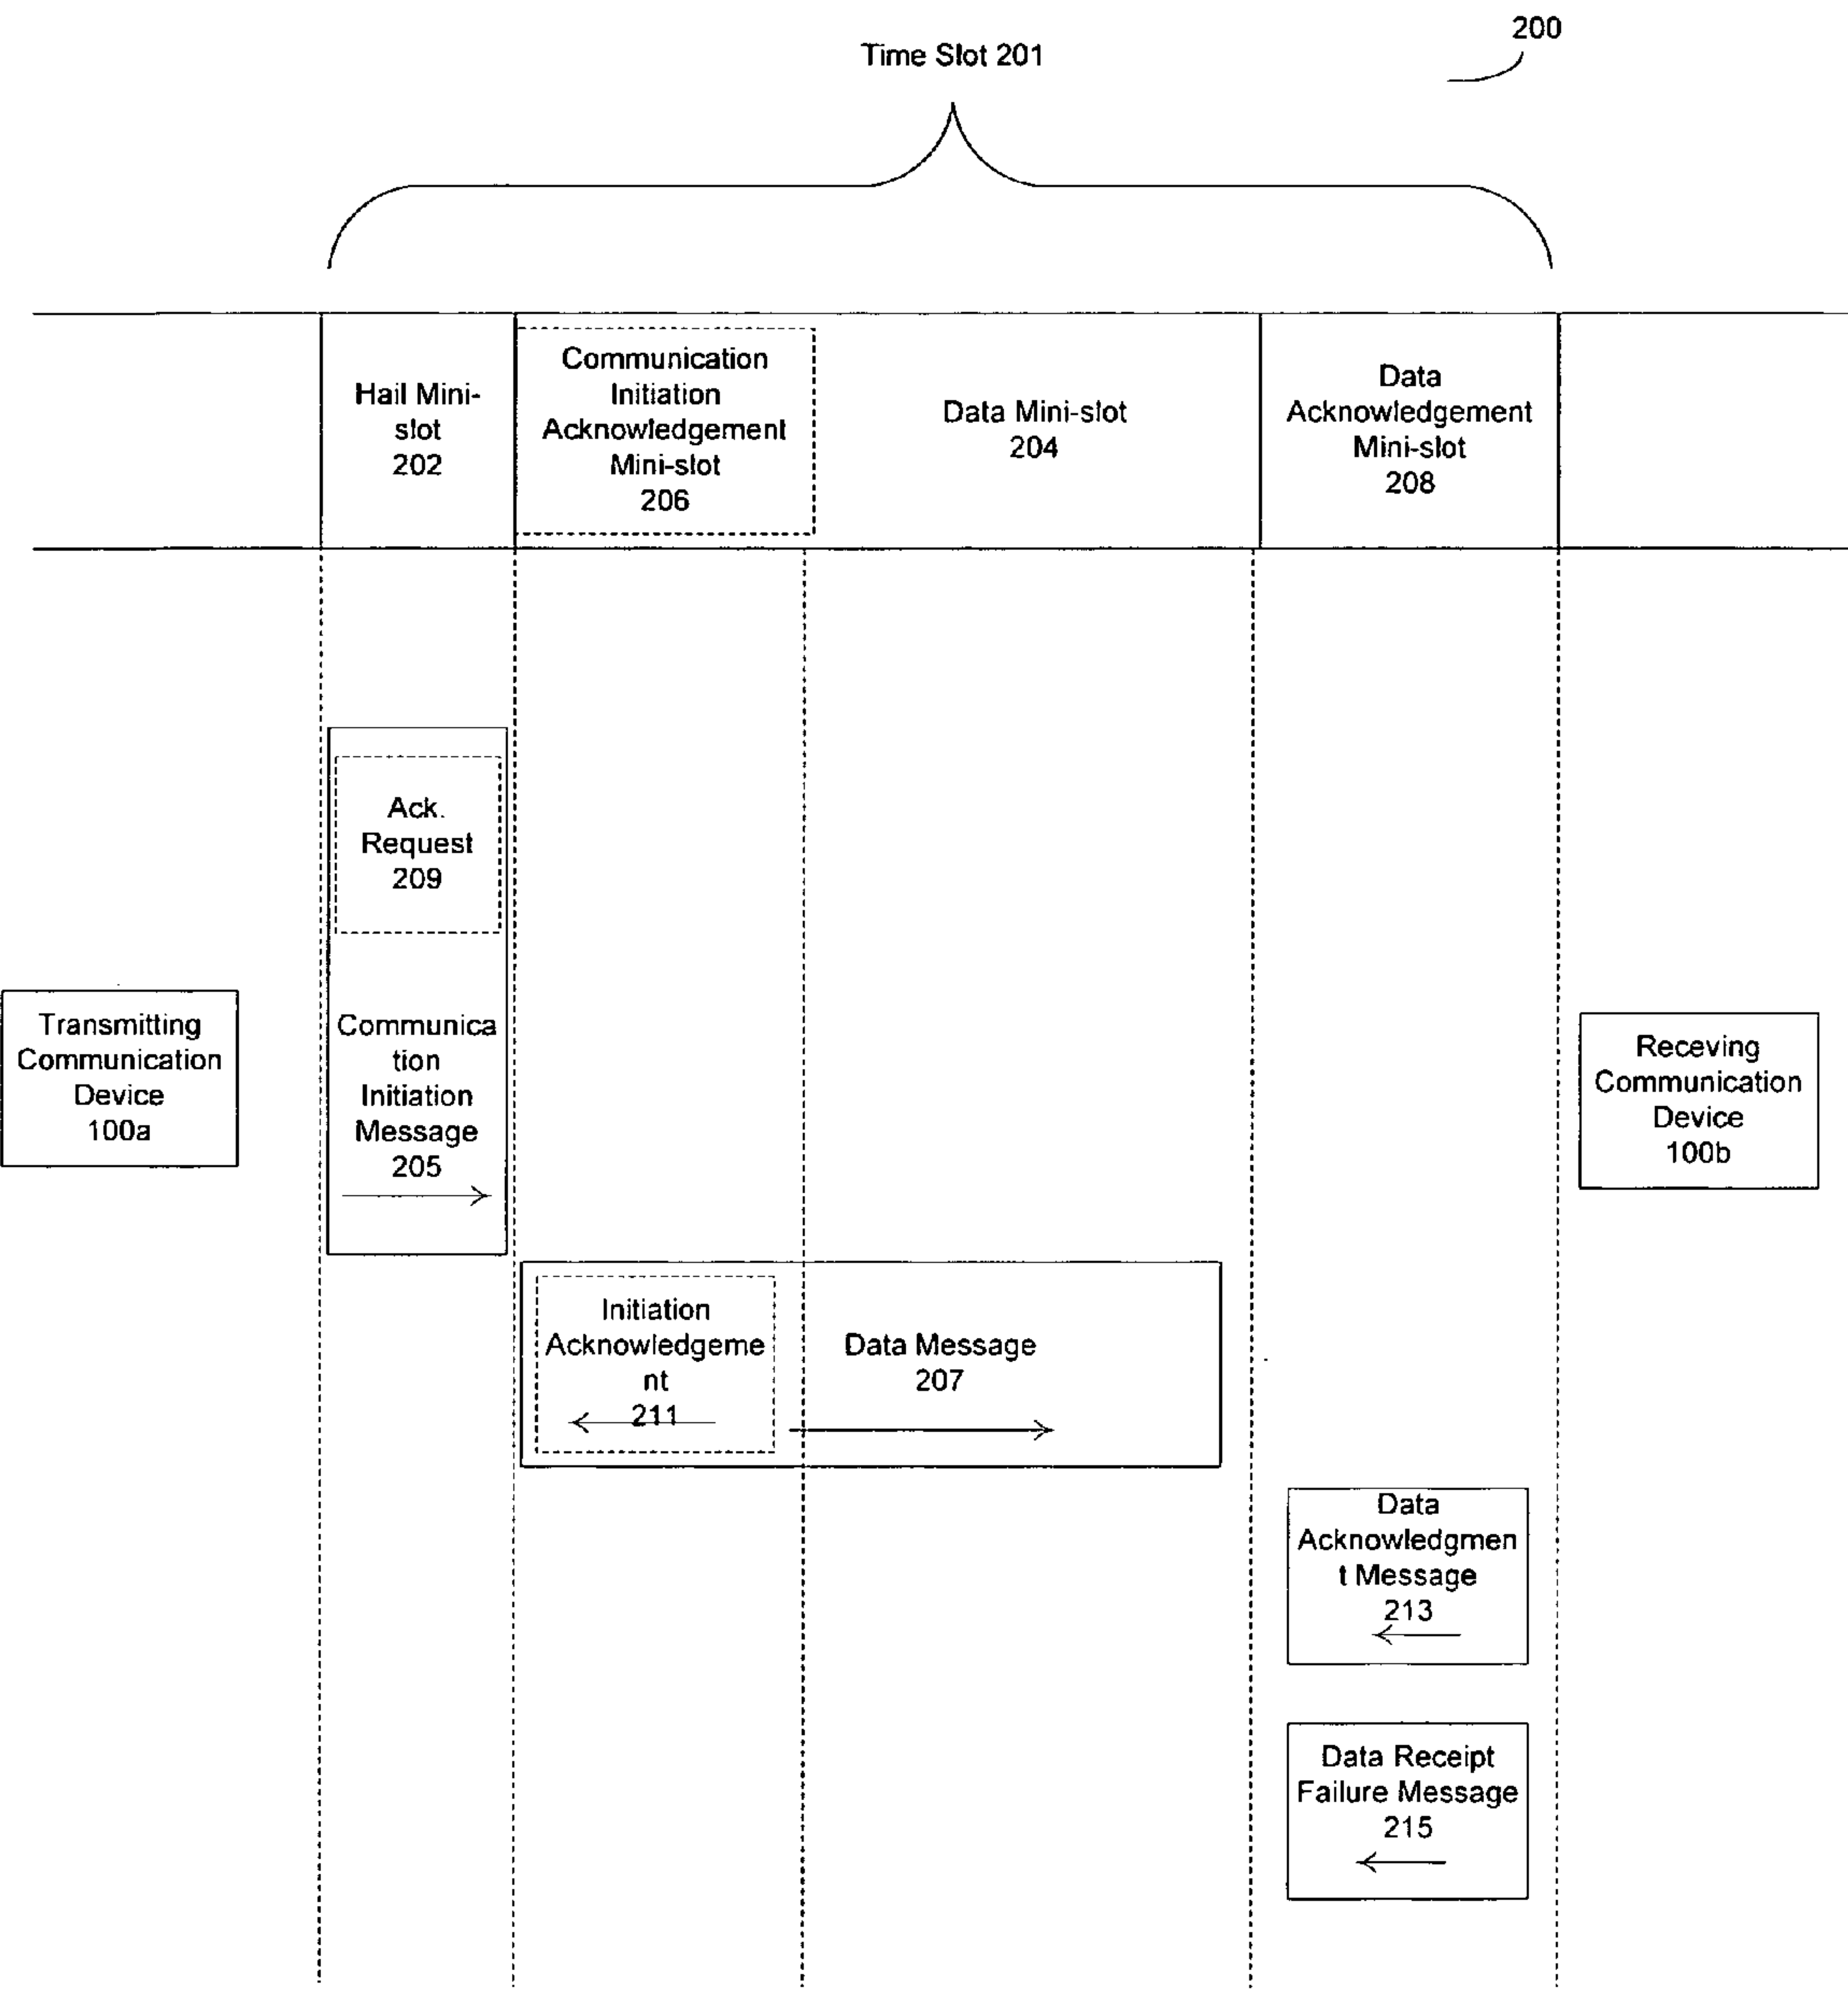 200
Time Slot 201
Hail Mini-
slot
202
Communication
Initiation
Acknowledgement
Mini-slot
206
Data Mini-slot
204
Data
Acknowledgement
Mini-slot
208
Ack.
Request
209
Transmitting
Communication
Device
100a
Communica
tion
Initiation
Message
205
Receving
Communication
Device
100b
Initiation
Acknowledgeme
nt
211
Data Message
207
Data
Acknowledgmen
t Message
213
Data Receipt
Failure Message
215